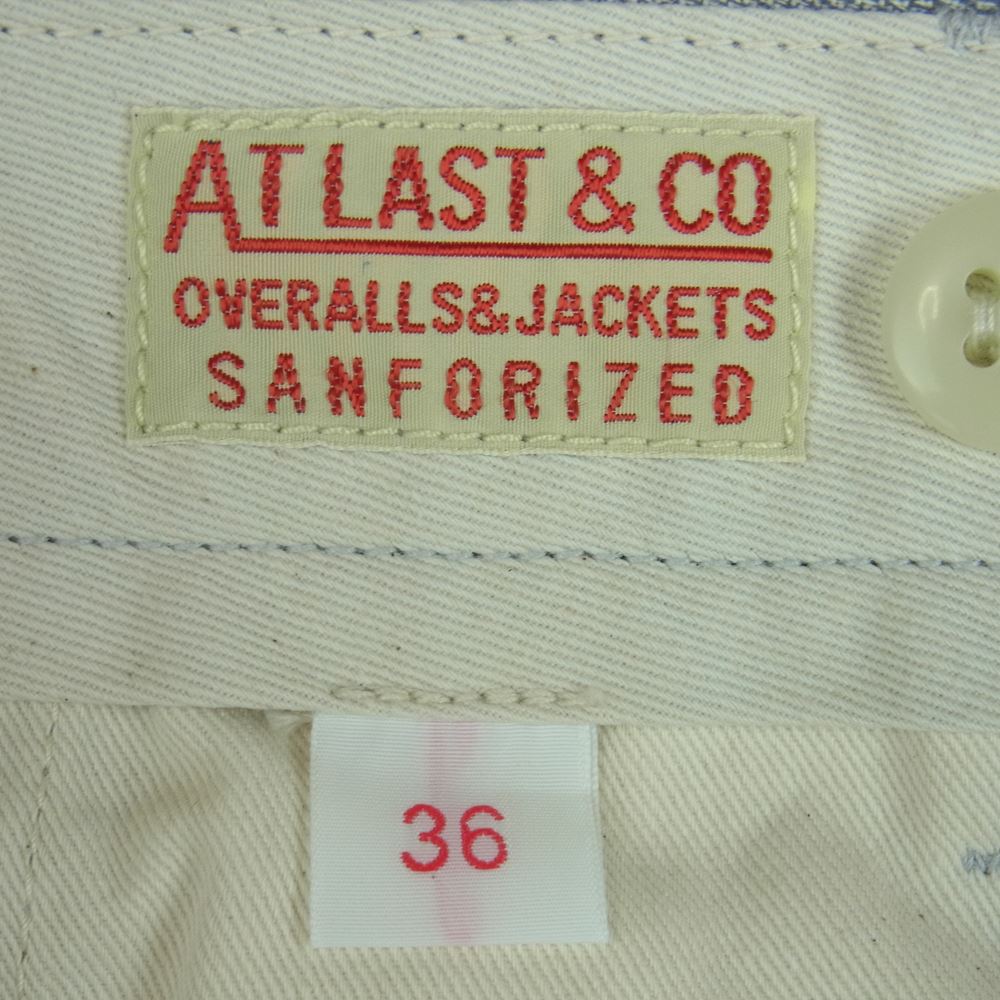 AT LAST & CO
OVERALLS&JACKETS
SANFORIZED
36